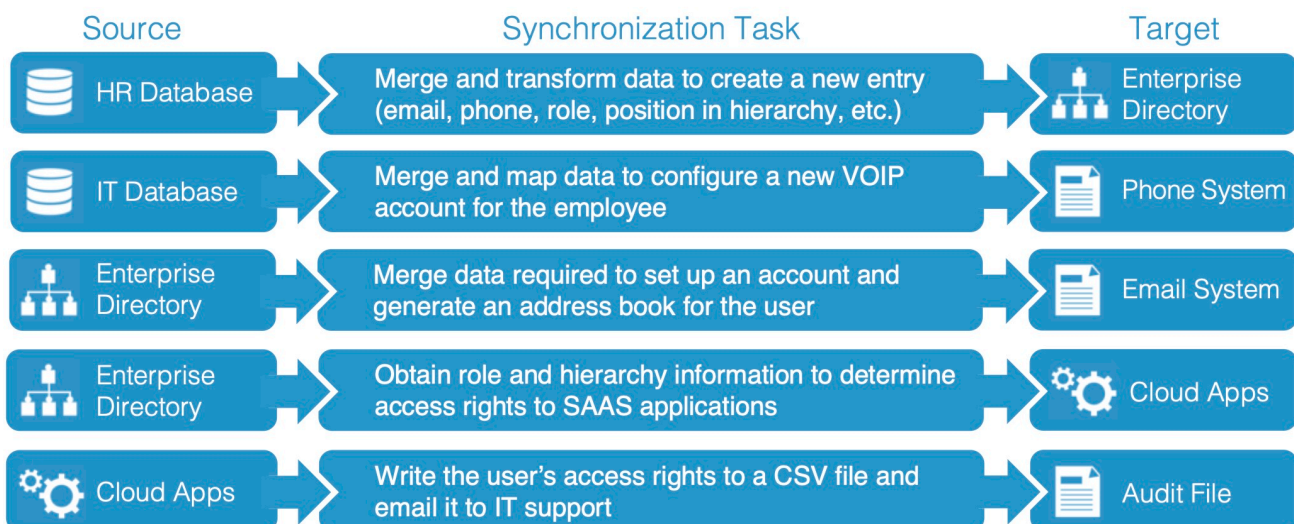 Source
Synchronization Task
Target
HR Database
Merge and transform data to create a new entry
(email, phone, role, position in hierarchy, etc.)
Enterprise
Directory
IT Database
Merge and map data to configure a new VOIP
account for the employee
Phone System
Enterprise
Directory
Merge data required to set up an account and
generate an address book for the user
Email System
Enterprise
Directory
Obtain role and hierarchy information to determine
access rights to SAAS applications
Cloud Apps
Cloud Apps
Write the user's access rights to a CSV file and
email it to IT support
Audit File